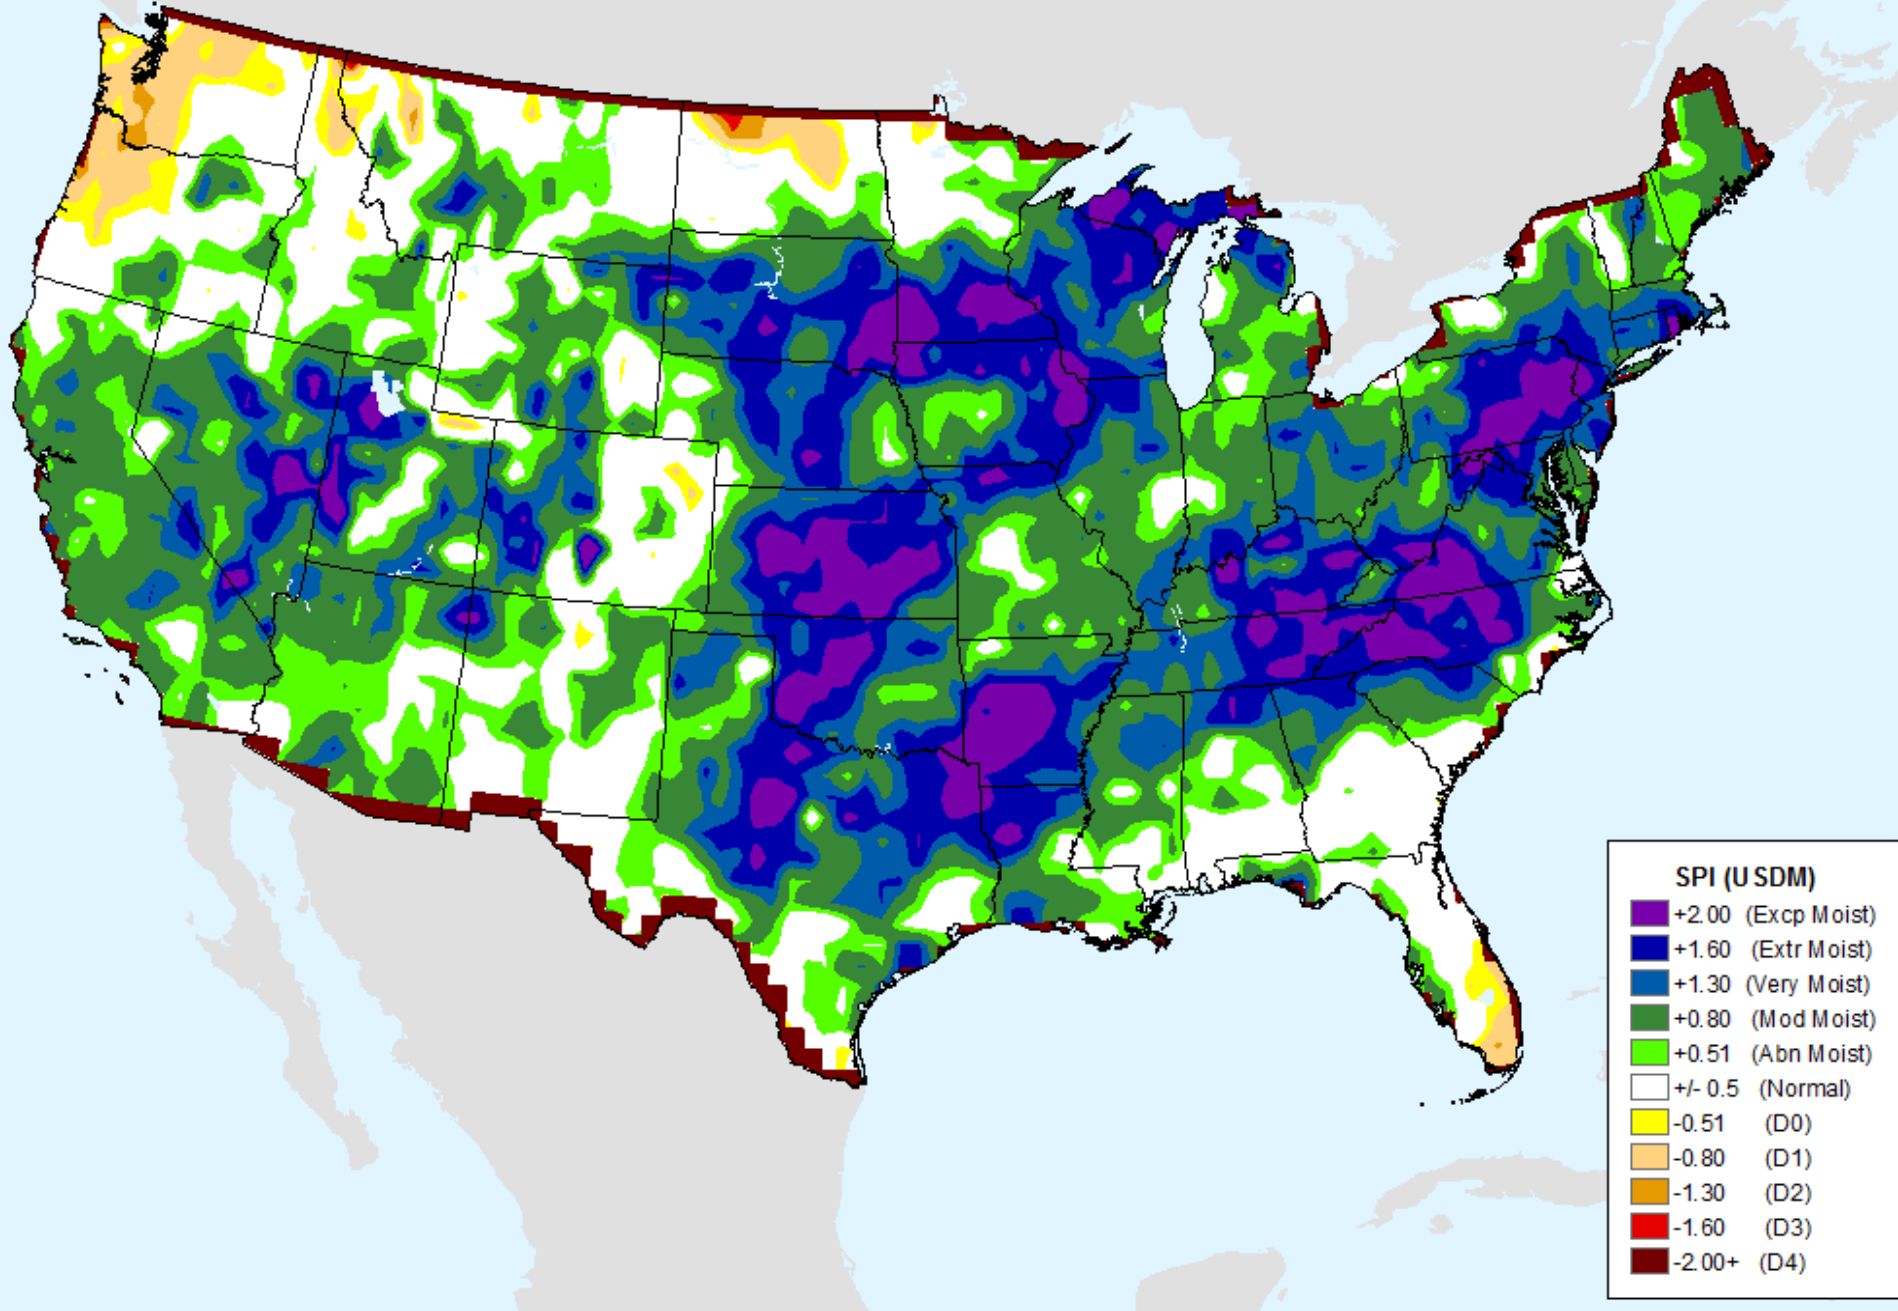 SPI (USDM)
+2.00 (Excp Moist)
+1.60 (Extr Moist)
+1.30 (Very Moist)
+0.80 (Mod Moist)
+0.51 (Abn Moist)
+/- 0.5 (Normal)
-0.51 (D0)
-0.80 (D1)
-1.30 (D2)
-1.60 (D3)
-2.00+ (D4)